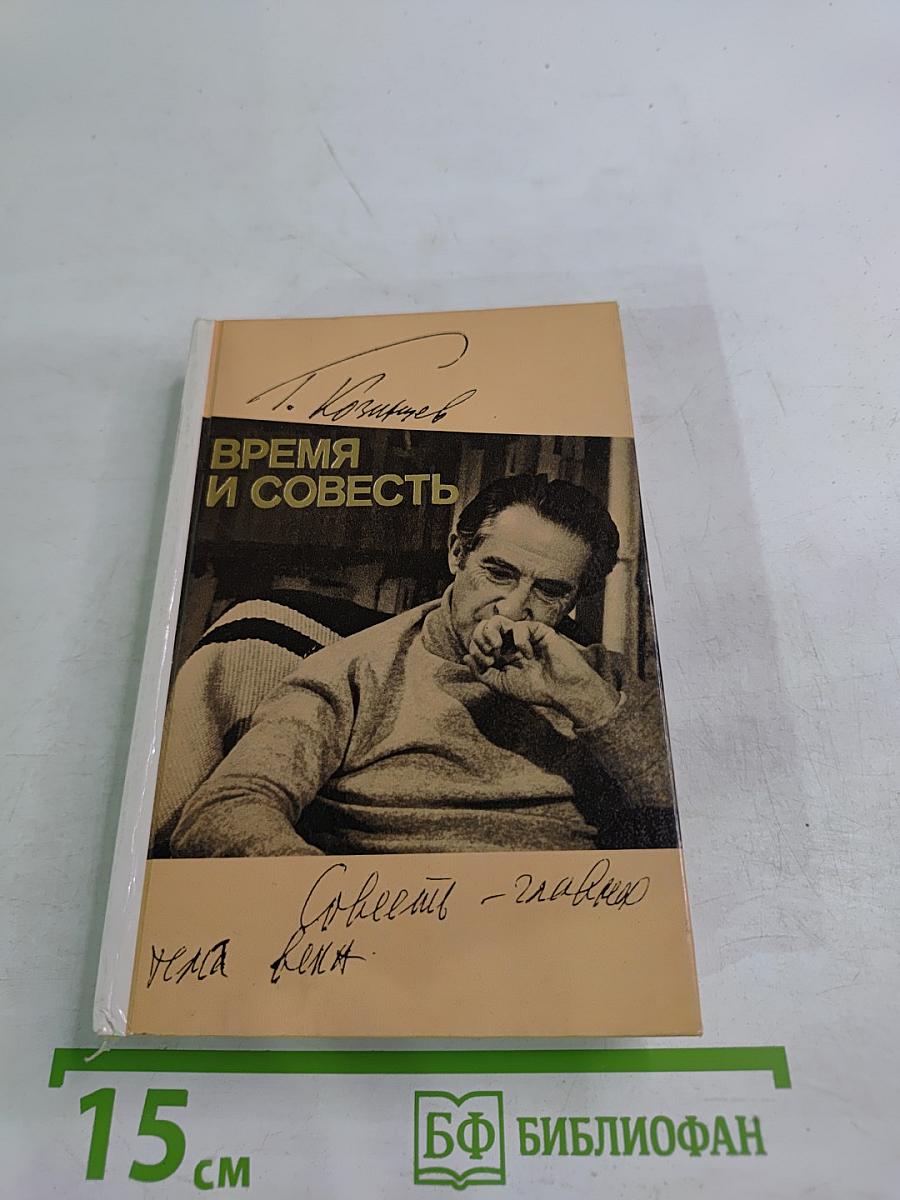 Г. Козинцев
ВРЕМЯ
И СОВЕСТЬ
Совесть – главная
тема века.
15 см
БФ БИБЛИОФАН